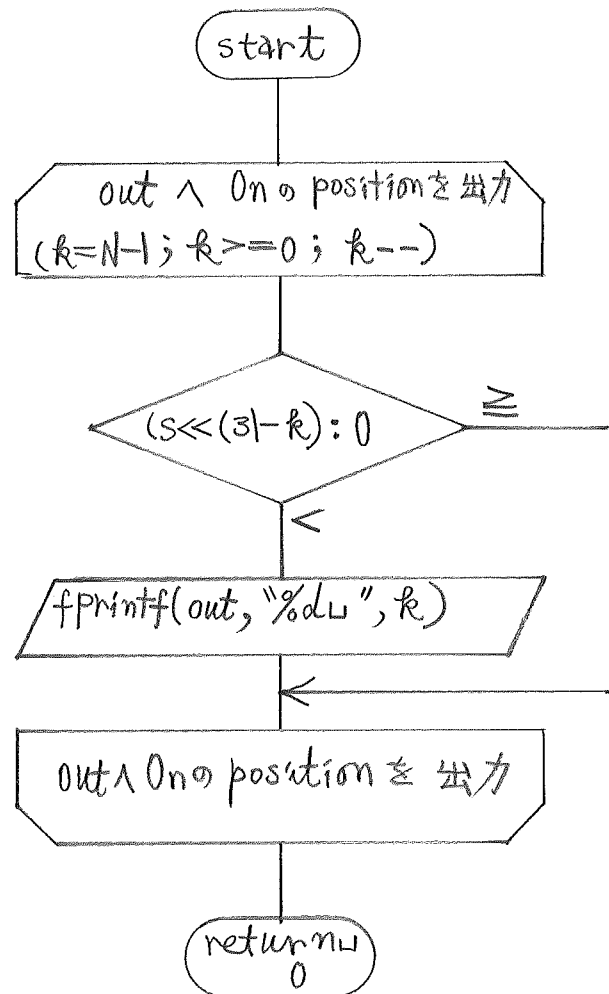 start
out へ Onの positionを 出力
(k=N-1; k>=0; k--)
(s<<(31-k) : 0
≧
<
fprintf(out, "%d␣", k)
outへ Onの positionを 出力
return␣
0